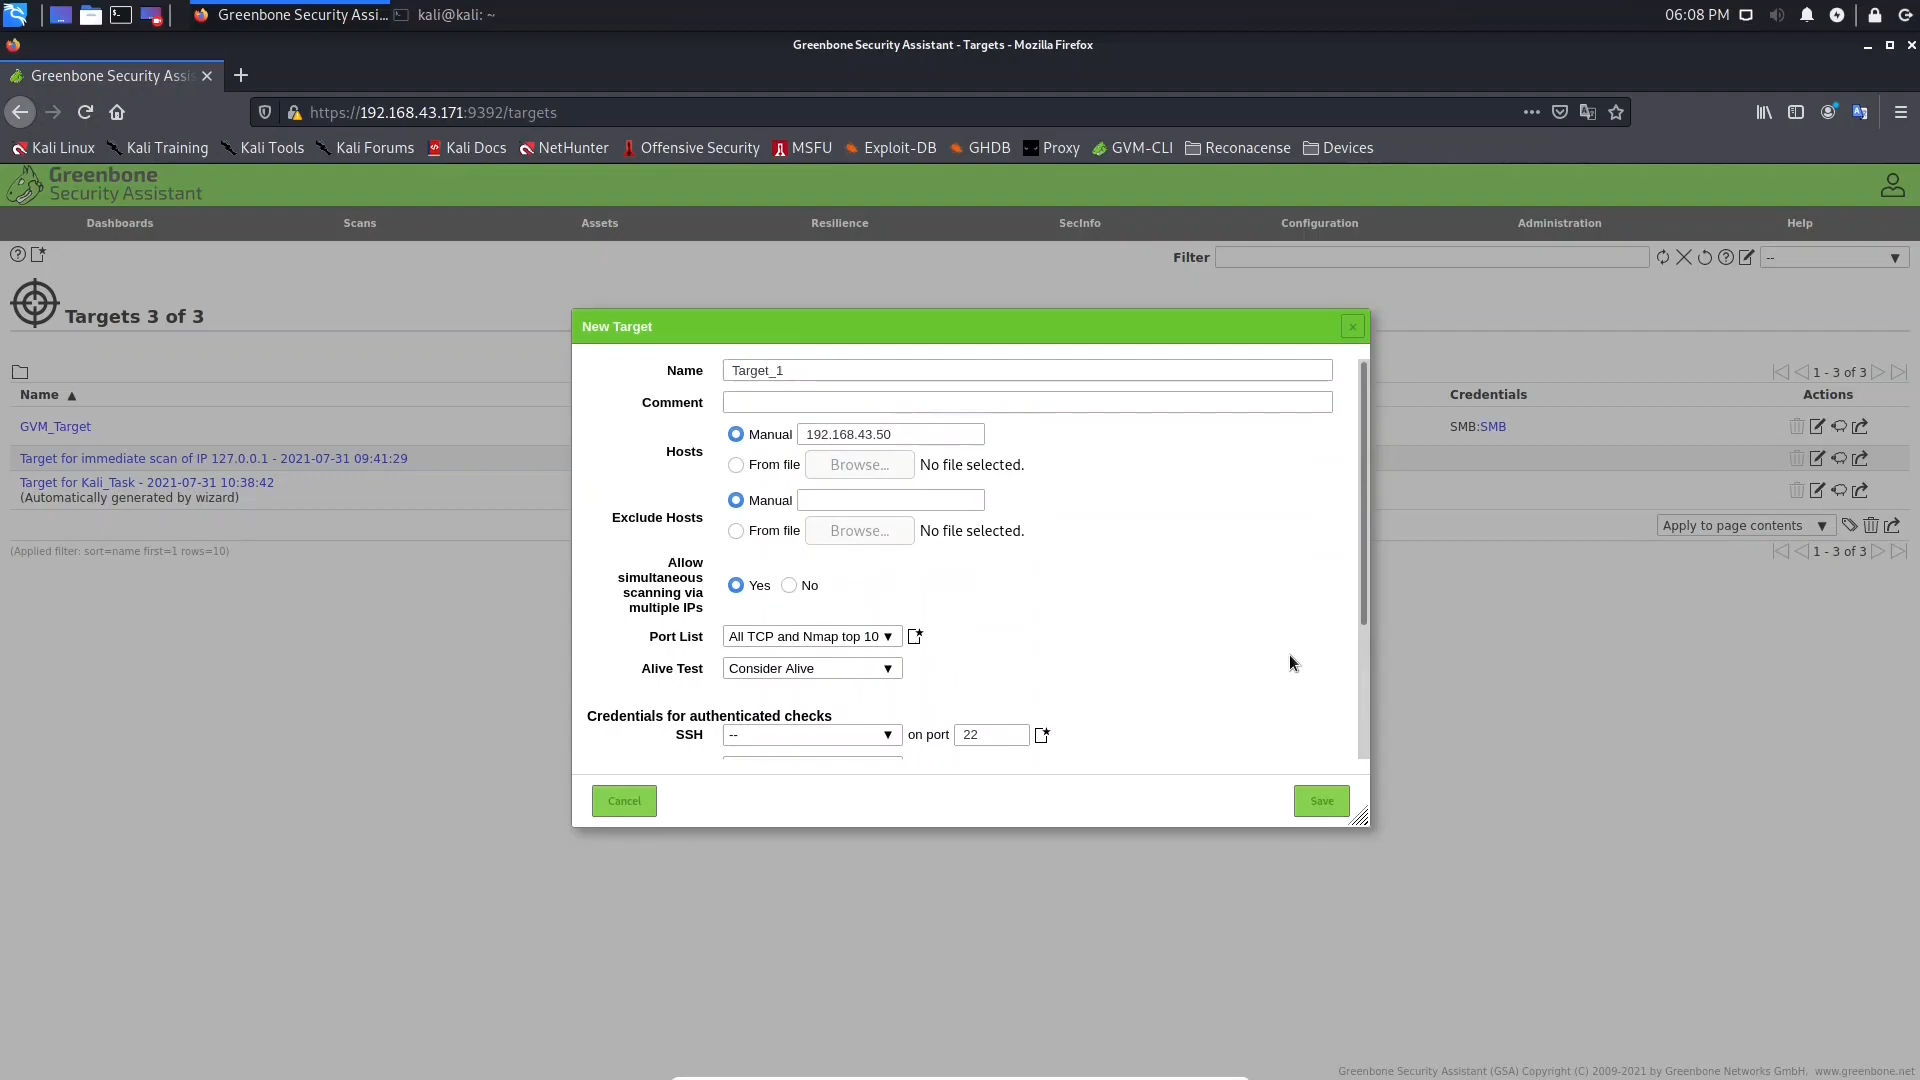 Greenbone Security Assi... kali@kali: ~ 06:08 PM
Greenbone Security Assistant - Targets - Mozilla Firefox
Greenbone Security Assis
https://192.168.43.171:9392/targets
Kali Linux Kali Training Kali Tools Kali Forums Kali Docs NetHunter Offensive Security MSFU Exploit-DB GHDB Proxy GVM-CLI Reconacense Devices
Greenbone
Security Assistant
Dashboards Scans Assets Resilience SecInfo Configuration Administration Help
Filter --
Targets 3 of 3
1 - 3 of 3
Name ▲ Credentials Actions
GVM_Target SMB:SMB
Target for immediate scan of IP 127.0.0.1 - 2021-07-31 09:41:29
Target for Kali_Task - 2021-07-31 10:38:42
(Automatically generated by wizard)
Apply to page contents ▼
(Applied filter: sort=name first=1 rows=10) 1 - 3 of 3
New Target ×
Name Target_1
Comment
Hosts
Manual 192.168.43.50
From file Browse... No file selected.
Exclude Hosts
Manual
From file Browse... No file selected.
Allow
simultaneous
scanning via
multiple IPs
Yes No
Port List All TCP and Nmap top 10 ▼
Alive Test Consider Alive ▼
Credentials for authenticated checks
SSH -- ▼ on port 22
Cancel Save
Greenbone Security Assistant (GSA) Copyright (C) 2009-2021 by Greenbone Networks GmbH, www.greenbone.net